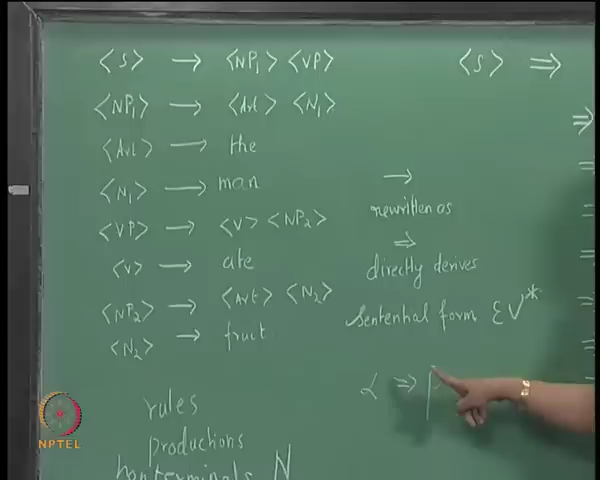 <S> → <NP₁> <VP>
<NP₁> → <Art> <N₁>
<Art> → the
<N₁> → man
<VP> → <V> <NP₂>
<V> → ate
<NP₂> → <Art> <N₂>
<N₂> → fruct
rules
productions
nonterminals N
→
rewritten as
⇒
directly derives
sentential form ∈ V*
α ⇒ β
<S> ⇒
⇒
NPTEL